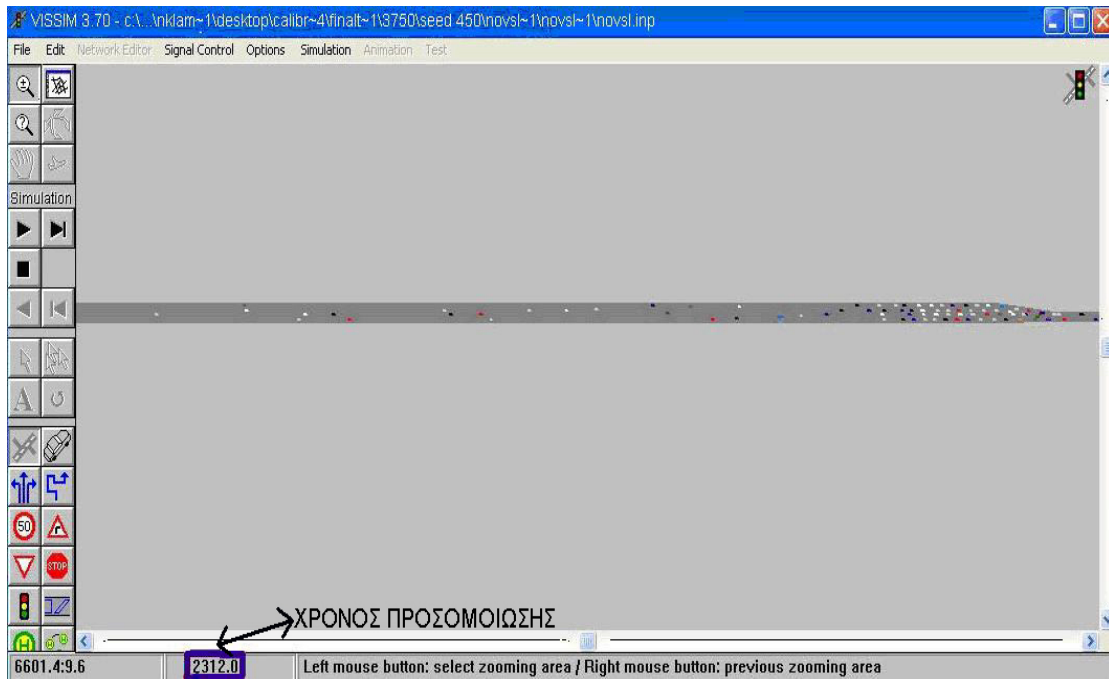 VISSIM 3.70 - c:\...\nklam~1\desktop\calibr~4\finalt~1\3750\seed 450\novsl~1\novsl~1\novsl.inp
File Edit Network Editor Signal Control Options Simulation Animation Test
Simulation
50
STOP
H
H
ΧΡΟΝΟΣ ΠΡΟΣΟΜΟΙΩΣΗΣ
6601.4:9.6 2312.0 Left mouse button: select zooming area / Right mouse button: previous zooming area